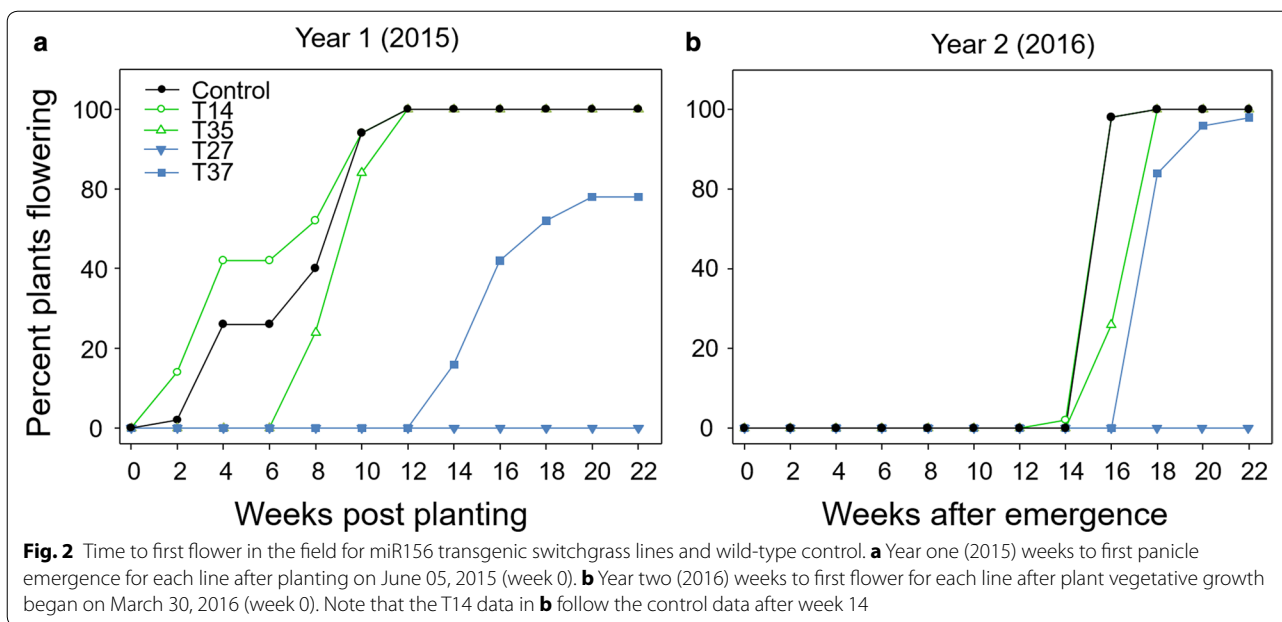 a
Year 1 (2015)
b
Year 2 (2016)
Percent plants flowering
100
80
40
20
0
Control
T14
T35
T27
T37
0 2 4 6 8 10 12 14 16 18 20 22
Weeks post planting
100
80
40
20
0
0 2 4 6 8 10 12 14 16 18 20 22
Weeks after emergence
Fig. 2 Time to first flower in the field for miR156 transgenic switchgrass lines and wild-type control. a Year one (2015) weeks to first panicle
emergence for each line after planting on June 05, 2015 (week 0). b Year two (2016) weeks to first flower for each line after plant vegetative growth
began on March 30, 2016 (week 0). Note that the T14 data in b follow the control data after week 14